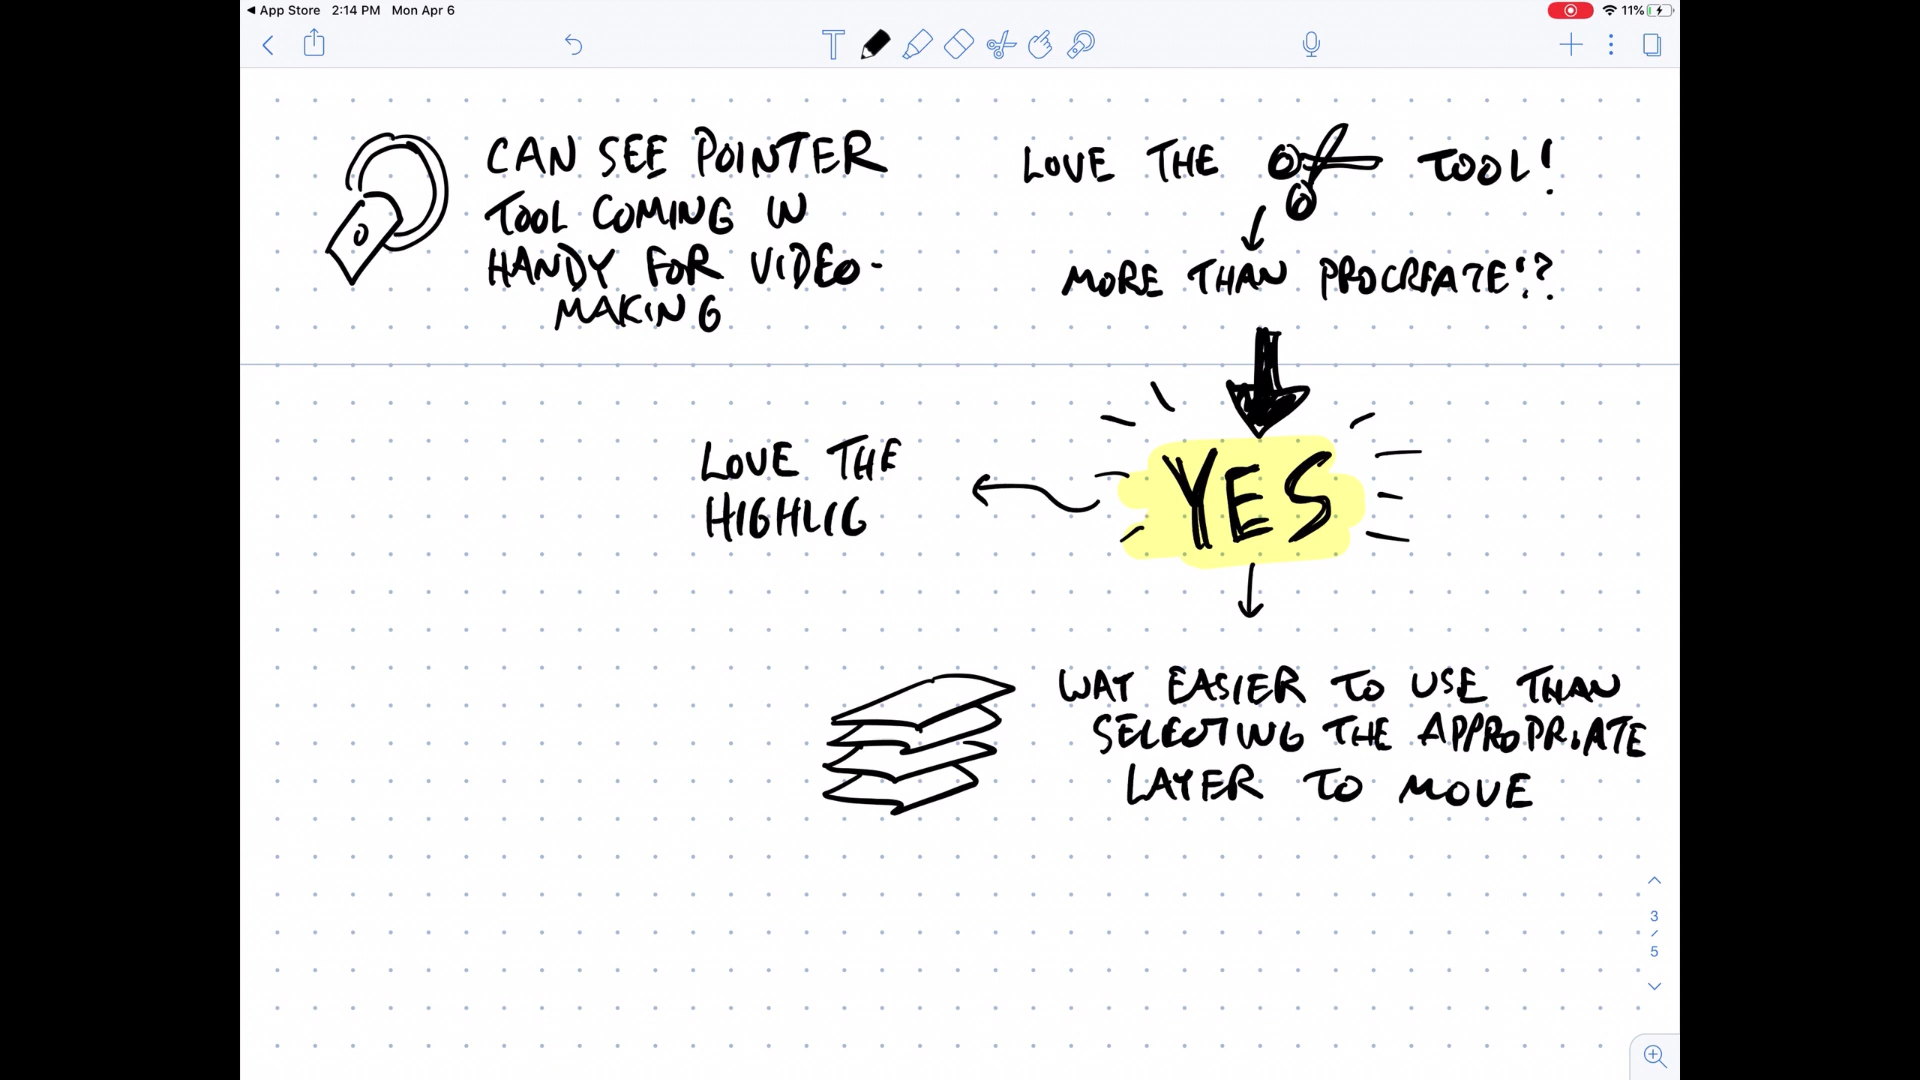 App Store 2:14 PM Mon Apr 6
11%
T
CAN SEE POINTER
TOOL COMING IN
HANDY FOR VIDEO-
MAKING
LOVE THE TOOL!
MORE THAN PROCREATE!?
YES
LOVE THE
HIGHLIG
WAY EASIER TO USE THAN
SELECTING THE APPROPRIATE
LAYER TO MOVE
3
/
5